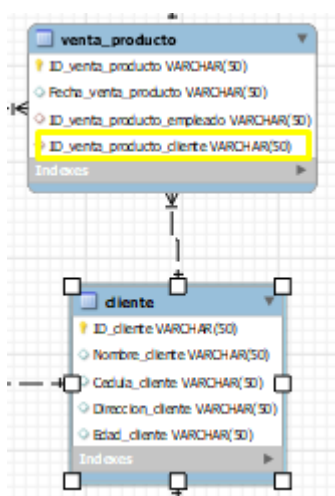 venta_producto
ID_venta_producto VARCHAR(50)
Fecha_venta_producto VARCHAR(50)
ID_venta_producto_empleado VARCHAR(50)
ID_venta_producto_cliente VARCHAR(50)
Indexes
cliente
ID_cliente VARCHAR(50)
Nombre_cliente VARCHAR(50)
Cedula_cliente VARCHAR(50)
Direccion_cliente VARCHAR(50)
Edad_cliente VARCHAR(50)
Indexes